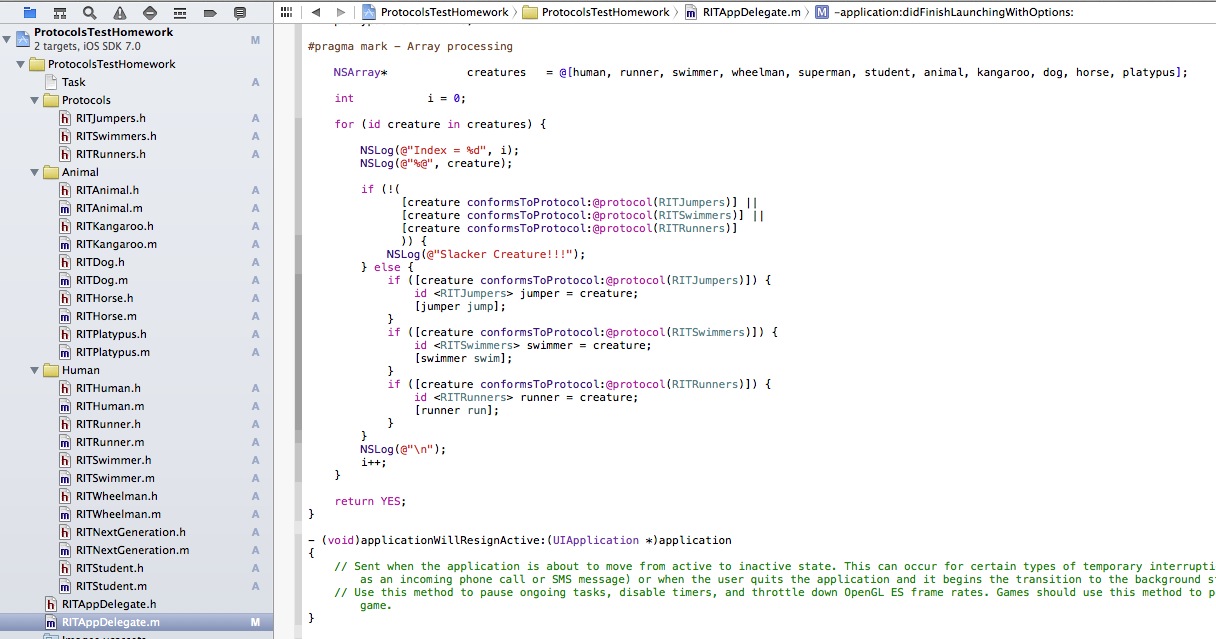 ProtocolsTestHomework
2 targets, iOS SDK 7.0
M
ProtocolsTestHomework
Task
A
Protocols
RITJumpers.h
A
RITSwimmers.h
A
RITRunners.h
A
Animal
RITAnimal.h
A
RITAnimal.m
A
RITKangaroo.h
A
RITKangaroo.m
A
RITDog.h
A
RITDog.m
A
RITHorse.h
A
RITHorse.m
A
RITPlatypus.h
A
RITPlatypus.m
A
Human
RITHuman.h
A
RITHuman.m
A
RITRunner.h
A
RITRunner.m
A
RITSwimmer.h
A
RITSwimmer.m
A
RITWheelman.h
A
RITWheelman.m
A
RITNextGeneration.h
A
RITNextGeneration.m
A
RITStudent.h
A
RITStudent.m
A
RITAppDelegate.h
A
RITAppDelegate.m
M
ProtocolsTestHomework
ProtocolsTestHomework
RITAppDelegate.m
-application:didFinishLaunchingWithOptions:
#pragma mark - Array processing
NSArray* creatures = @[human, runner, swimmer, wheelman, superman, student, animal, kangaroo, dog, horse, platypus];
int i = 0;
for (id creature in creatures) {
NSLog(@"Index = %d", i);
NSLog(@"%@", creature);
if (!(
[creature conformsToProtocol:@protocol(RITJumpers)] ||
[creature conformsToProtocol:@protocol(RITSwimmers)] ||
[creature conformsToProtocol:@protocol(RITRunners)]
)) {
NSLog(@"Slacker Creature!!!");
} else {
if ([creature conformsToProtocol:@protocol(RITJumpers)]) {
id <RITJumpers> jumper = creature;
[jumper jump];
}
if ([creature conformsToProtocol:@protocol(RITSwimmers)]) {
id <RITSwimmers> swimmer = creature;
[swimmer swim];
}
if ([creature conformsToProtocol:@protocol(RITRunners)]) {
id <RITRunners> runner = creature;
[runner run];
}
}
NSLog(@"\n");
i++;
}
return YES;
}
- (void)applicationWillResignActive:(UIApplication *)application
{
// Sent when the application is about to move from active to inactive state. This can occur for certain types of temporary interrupti
as an incoming phone call or SMS message) or when the user quits the application and it begins the transition to the background s
// Use this method to pause ongoing tasks, disable timers, and throttle down OpenGL ES frame rates. Games should use this method to p
game.
}